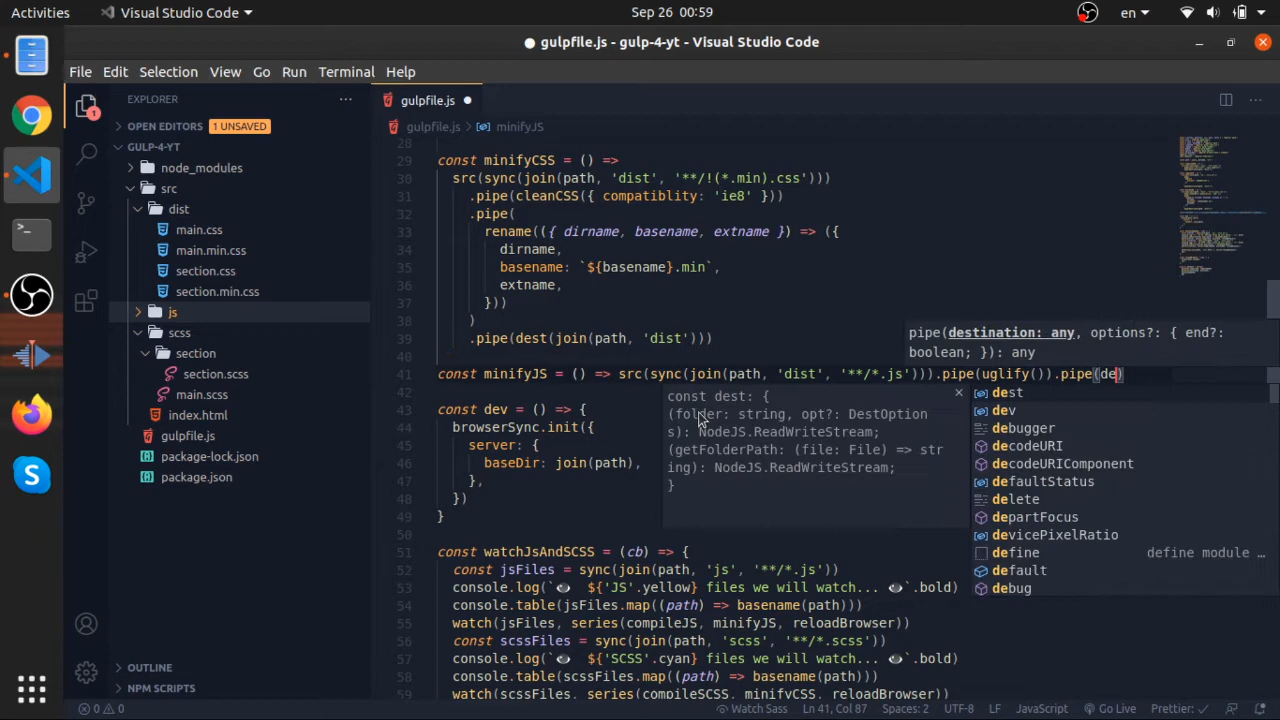 Activities
Visual Studio Code
Sep 26 00:59
en
gulpfile.js - gulp-4-yt - Visual Studio Code
File Edit Selection View Go Run Terminal Help
EXPLORER
OPEN EDITORS 1 UNSAVED
GULP-4-YT
node_modules
src
dist
main.css
main.min.css
section.css
section.min.css
js
scss
section
section.scss
main.scss
index.html
gulpfile.js
package-lock.json
package.json
OUTLINE
NPM SCRIPTS
1
gulpfile.js
gulpfile.js > minifyJS
28
29 const minifyCSS = () =>
30 src(sync(join(path, 'dist', '**/!(*.min).css')))
31 .pipe(cleanCSS({ compatiblity: 'ie8' }))
32 .pipe(
33 rename(({ dirname, basename, extname }) => ({
34 dirname,
35 basename: `${basename}.min`,
36 extname,
37 }))
38 )
39 .pipe(dest(join(path, 'dist')))
40
41 const minifyJS = () => src(sync(join(path, 'dist', '**/*.js'))).pipe(uglify()).pipe(de)
42
43 const dev = () => {
44 browserSync.init({
45 server: {
46 baseDir: join(path),
47 },
48 })
49 }
50
51 const watchJsAndSCSS = (cb) => {
52 const jsFiles = sync(join(path, 'js', '**/*.js'))
53 console.log(`👁 ${'JS'.yellow} files we will watch... 👁`.bold)
54 console.table(jsFiles.map((path) => basename(path)))
55 watch(jsFiles, series(compileJS, minifyJS, reloadBrowser))
56 const scssFiles = sync(join(path, 'scss', '**/*.scss'))
57 console.log(`👁 ${'SCSS'.cyan} files we will watch... 👁`.bold)
58 console.table(scssFiles.map((path) => basename(path)))
59 watch(scssFiles, series(compileSCSS, minifyCSS, reloadBrowser)
pipe(destination: any, options?: { end?:
boolean; }): any
const dest: {
(folder: string, opt?: DestOption
s): NodeJS.ReadWriteStream;
(getFolderPath: (file: File) => str
ing): NodeJS.ReadWriteStream;
}
dest
dev
debugger
decodeURI
decodeURIComponent
defaultStatus
delete
departFocus
devicePixelRatio
define define module …
default
debug
0 0
Watch Sass Ln 41, Col 87 Spaces: 2 UTF-8 LF JavaScript Go Live Prettier: ✓